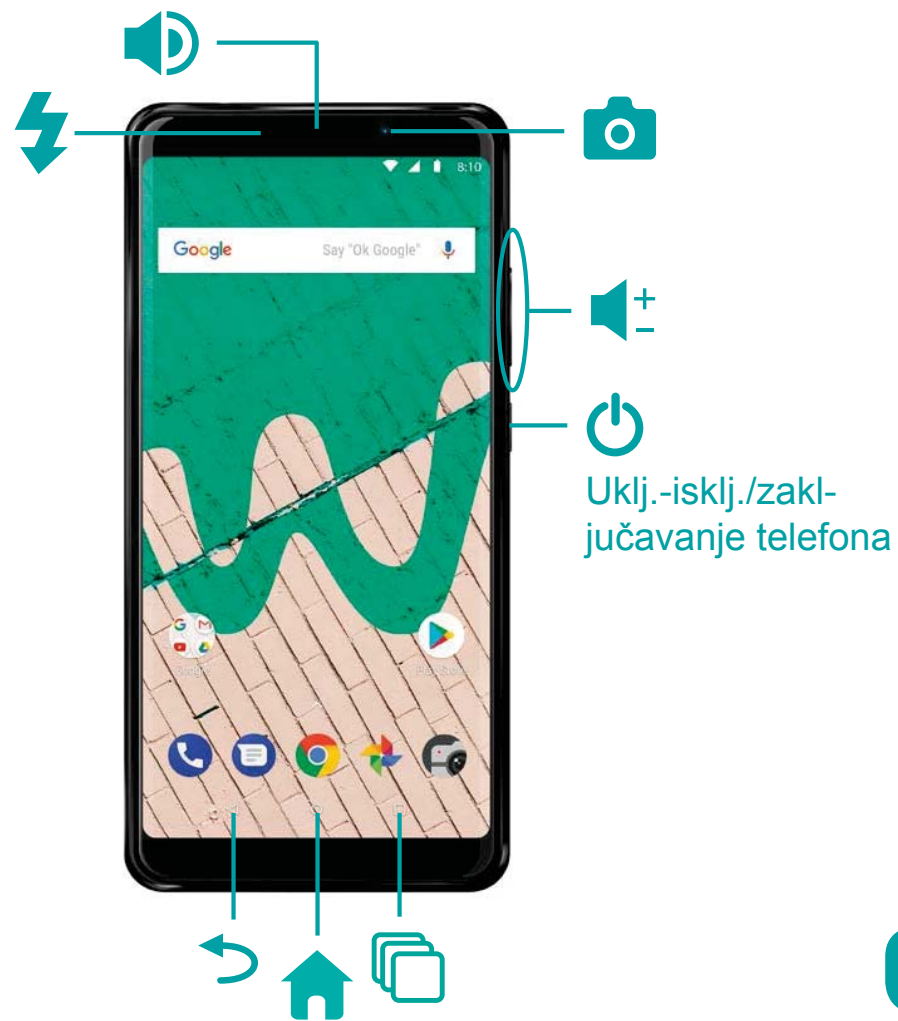 8:10
Google
Say "Ok Google"
+
−
Uklj.-isklj./zakl-
jučavanje telefona